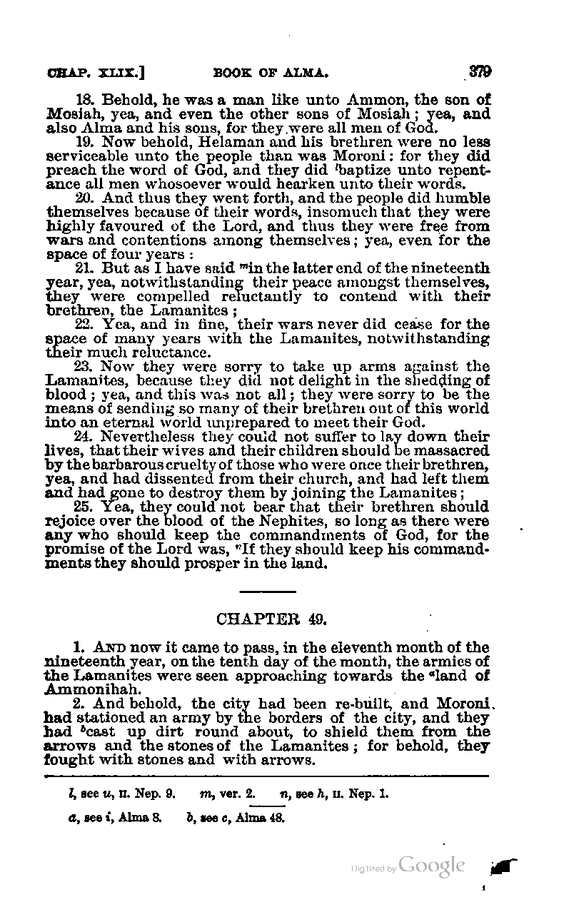 CHAP. XLIX.] BOOK OF ALMA. 379
18. Behold, he was a man like unto Ammon, the son of
Mosiah, yea, and even the other sons of Mosiah; yea, and
also Alma and his sons, for they were all men of God.
19. Now behold, Helaman and his brethren were no less
serviceable unto the people than was Moroni: for they did
preach the word of God, and they did ˡbaptize unto repent-
ance all men whosoever would hearken unto their words.
20. And thus they went forth, and the people did humble
themselves because of their words, insomuch that they were
highly favoured of the Lord, and thus they were free from
wars and contentions among themselves; yea, even for the
space of four years:
21. But as I have said ᵐin the latter end of the nineteenth
year, yea, notwithstanding their peace amongst themselves,
they were compelled reluctantly to contend with their
brethren, the Lamanites;
22. Yea, and in fine, their wars never did cease for the
space of many years with the Lamanites, notwithstanding
their much reluctance.
23. Now they were sorry to take up arms against the
Lamanites, because they did not delight in the shedding of
blood; yea, and this was not all; they were sorry to be the
means of sending so many of their brethren out of this world
into an eternal world unprepared to meet their God.
24. Nevertheless they could not suffer to lay down their
lives, that their wives and their children should be massacred
by the barbarous cruelty of those who were once their brethren,
yea, and had dissented from their church, and had left them
and had gone to destroy them by joining the Lamanites;
25. Yea, they could not bear that their brethren should
rejoice over the blood of the Nephites, so long as there were
any who should keep the commandments of God, for the
promise of the Lord was, ⁿIf they should keep his command-
ments they should prosper in the land.
CHAPTER 49.
1. AND now it came to pass, in the eleventh month of the
nineteenth year, on the tenth day of the month, the armies of
the Lamanites were seen approaching towards the ᵃland of
Ammonihah.
2. And behold, the city had been re-built, and Moroni
had stationed an army by the borders of the city, and they
had ᵇcast up dirt round about, to shield them from the
arrows and the stones of the Lamanites; for behold, they
fought with stones and with arrows.
l, see u, II. Nep. 9. m, ver. 2. n, see h, II. Nep. 1.
a, see i, Alma 8. b, see c, Alma 48.
Digitized by Google